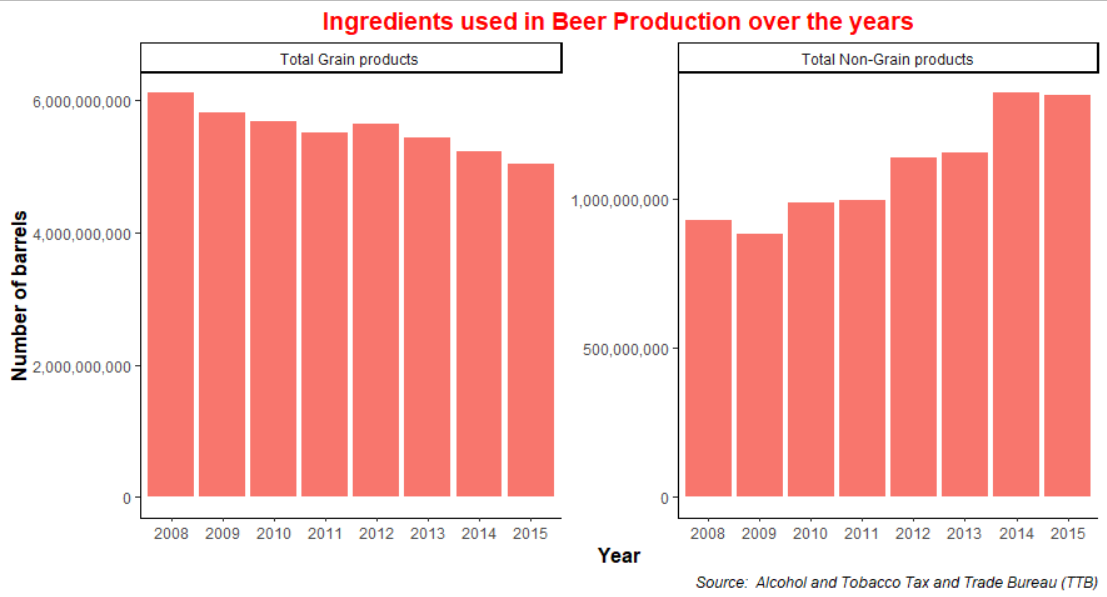 Ingredients used in Beer Production over the years
Total Grain products
Total Non-Grain products
Number of barrels
6,000,000,000
4,000,000,000
2,000,000,000
0
1,000,000,000
500,000,000
0
2008 2009 2010 2011 2012 2013 2014 2015
2008 2009 2010 2011 2012 2013 2014 2015
Year
Source: Alcohol and Tobacco Tax and Trade Bureau (TTB)